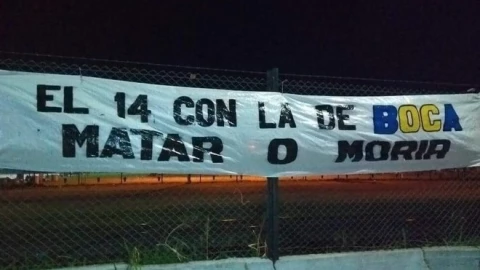 EL 14 CON LA DE BOCA
MATAR O MORIR